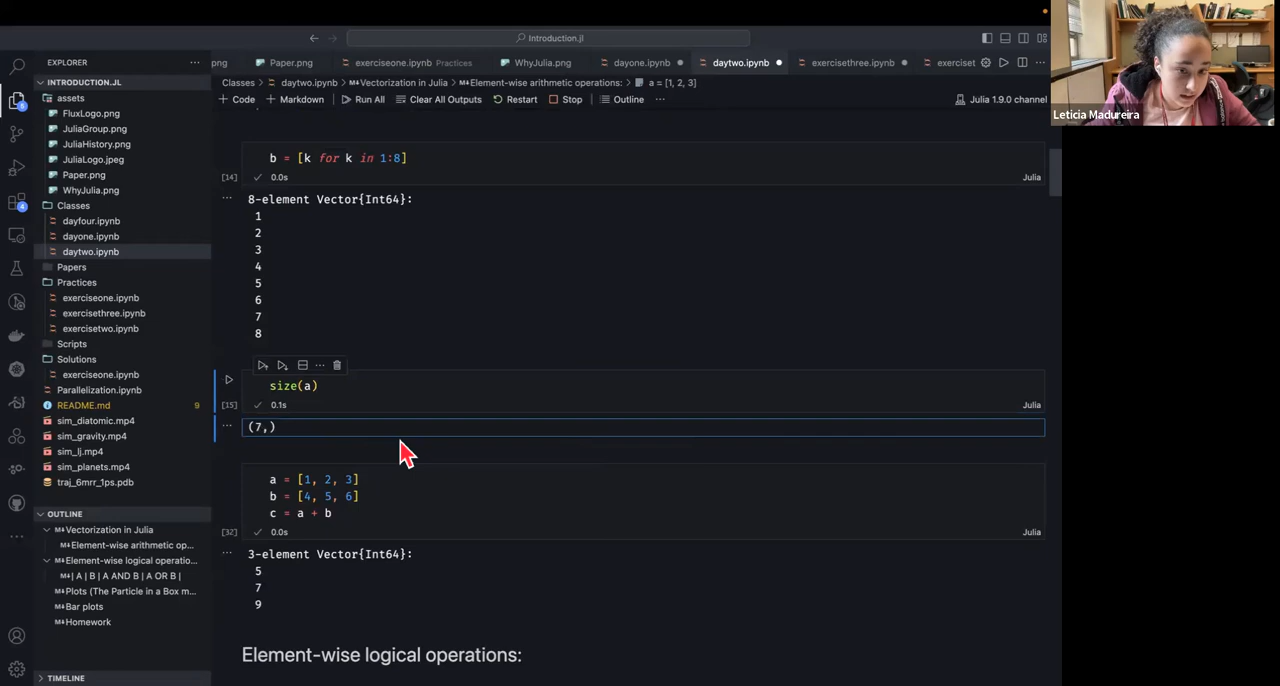 Introduction.jl
EXPLORER
png
Paper.png
exerciseone.ipynb Practices
WhyJulia.png
dayone.ipynb
daytwo.ipynb
exercisethree.ipynb
exerciset
INTRODUCTION.JL
Classes > daytwo.ipynb > M↓Vectorization in Julia > M↓Element-wise arithmetic operations: > a = [1, 2, 3]
+ Code + Markdown Run All Clear All Outputs Restart Stop Outline ...
Julia 1.9.0 channel
Leticia Madureira
assets
FluxLogo.png
JuliaGroup.png
JuliaHistory.png
JuliaLogo.jpeg
Paper.png
WhyJulia.png
Classes
dayfour.ipynb
dayone.ipynb
daytwo.ipynb
Papers
Practices
exerciseone.ipynb
exercisethree.ipynb
exercisetwo.ipynb
Scripts
Solutions
exerciseone.ipynb
Parallelization.ipynb
README.md 9
sim_diatomic.mp4
sim_gravity.mp4
sim_lj.mp4
sim_planets.mp4
traj_6mrr_1ps.pdb
OUTLINE
M↓Vectorization in Julia
M↓Element-wise arithmetic op...
M↓Element-wise logical operatio...
M↓| A | B | A AND B | A OR B |
M↓Plots (The Particle in a Box m...
M↓Bar plots
M↓Homework
TIMELINE
5
4
b = [k for k in 1:8]
[14] 0.0s Julia
8-element Vector{Int64}:
1
2
3
4
5
6
7
8
size(a)
[15] 0.1s Julia
(7,)
a = [1, 2, 3]
b = [4, 5, 6]
c = a + b
[32] 0.0s Julia
3-element Vector{Int64}:
5
7
9
Element-wise logical operations: